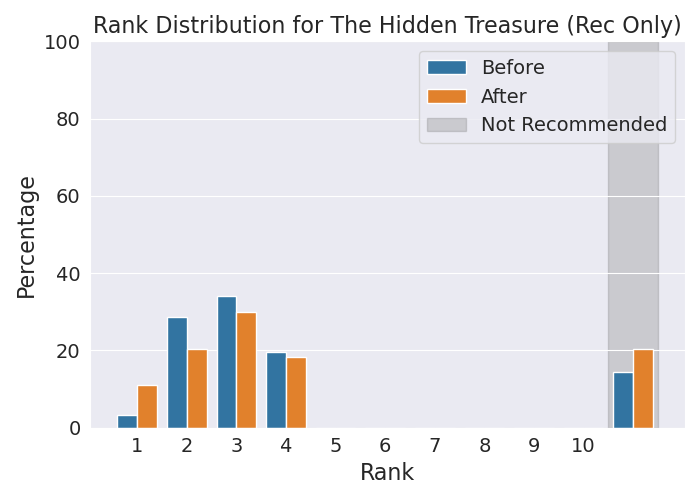 Rank Distribution for The Hidden Treasure (Rec Only)
100
80
60
40
20
0
Percentage
Before
After
Not Recommended
1 2 3 4 5 6 7 8 9 10
Rank